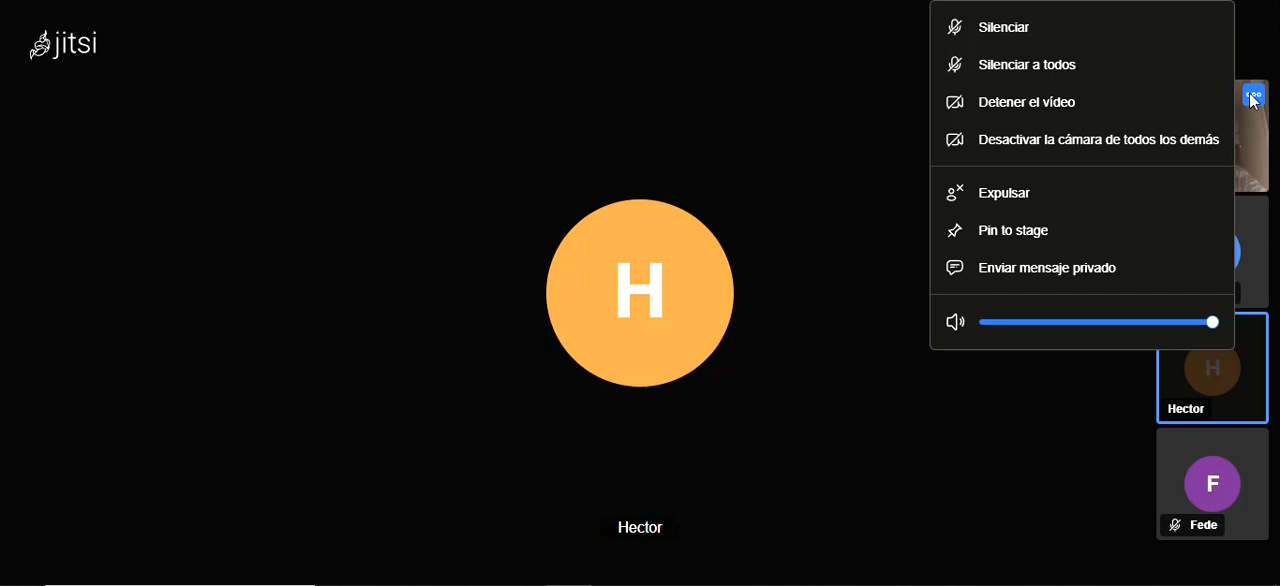 jitsi
Silenciar
Silenciar a todos
Detener el vídeo
Desactivar la cámara de todos los demás
Expulsar
Pin to stage
Enviar mensaje privado
H
Hector
H
Hector
F
Fede